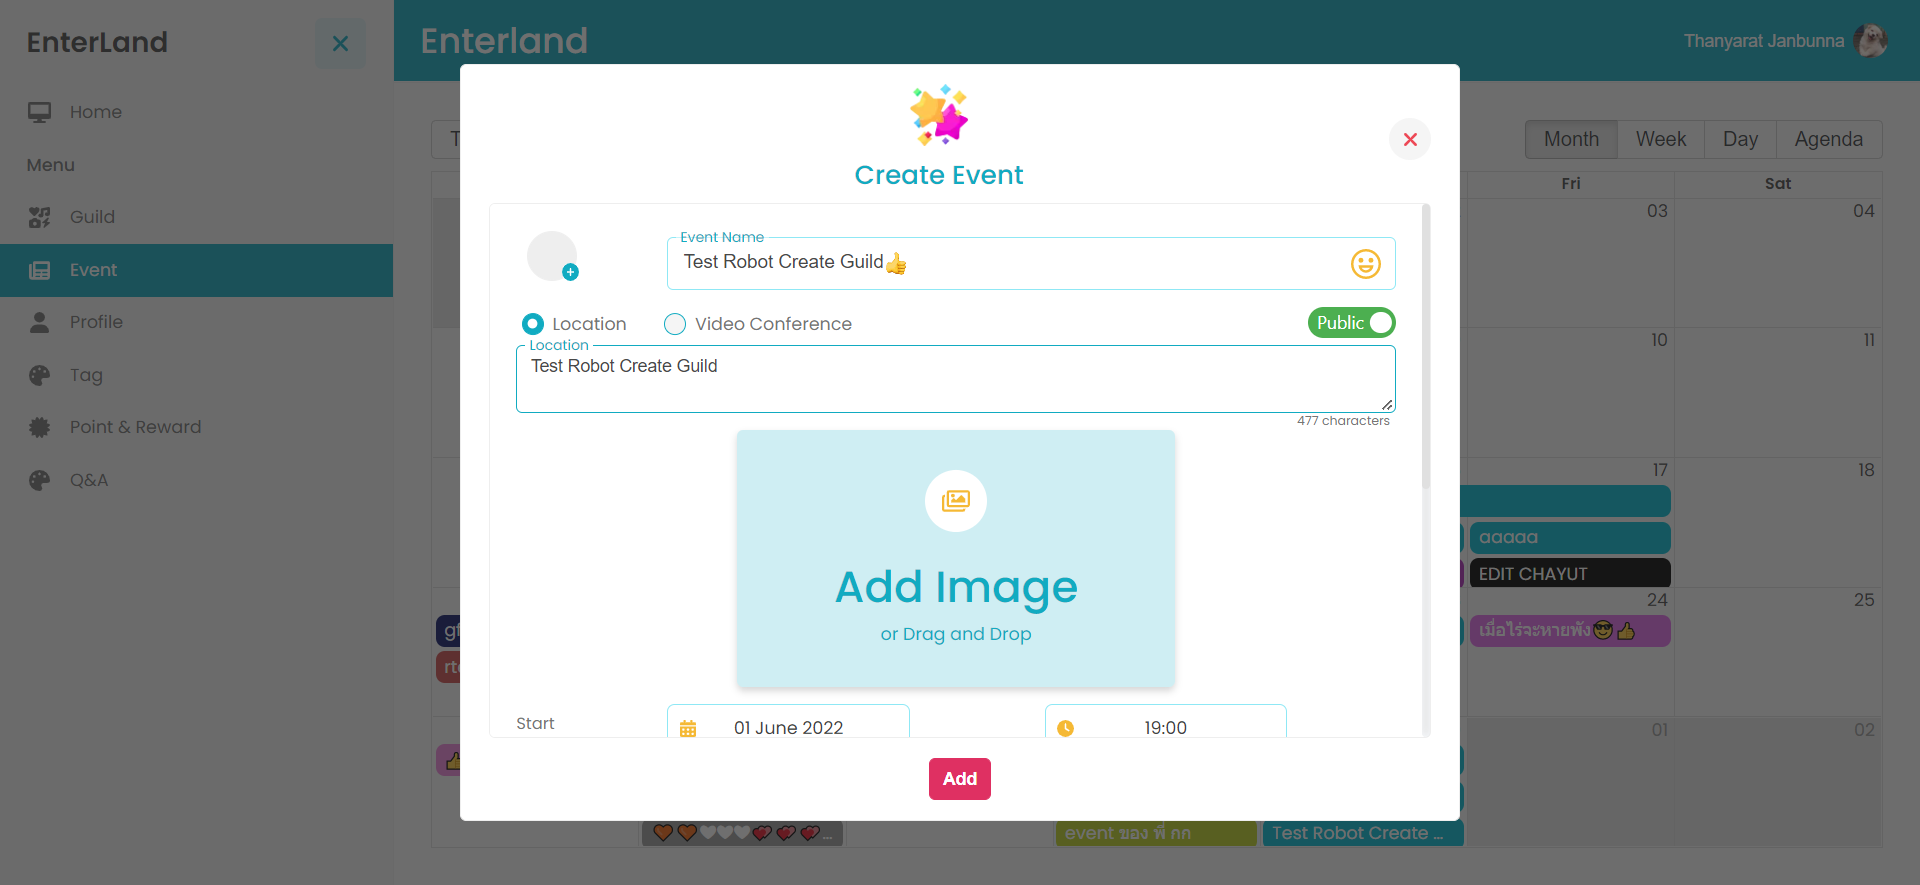 EnterLand
Enterland
Thanyarat Janbunna
Home
Menu
Guild
Event
Profile
Tag
Point & Reward
Q&A
Month
Week
Day
Agenda
Fri
Sat
03
04
10
11
17
18
aaaaa
EDIT CHAYUT
24
25
เมื่อไร่จะหายพัง😎👍
01
02
event ของ พี่ กก
Test Robot Create ...
Create Event
Event Name
Test Robot Create Guild👍
Location
Video Conference
Public
Location
Test Robot Create Guild
477 characters
Add Image
or Drag and Drop
Start
01 June 2022
19:00
Add